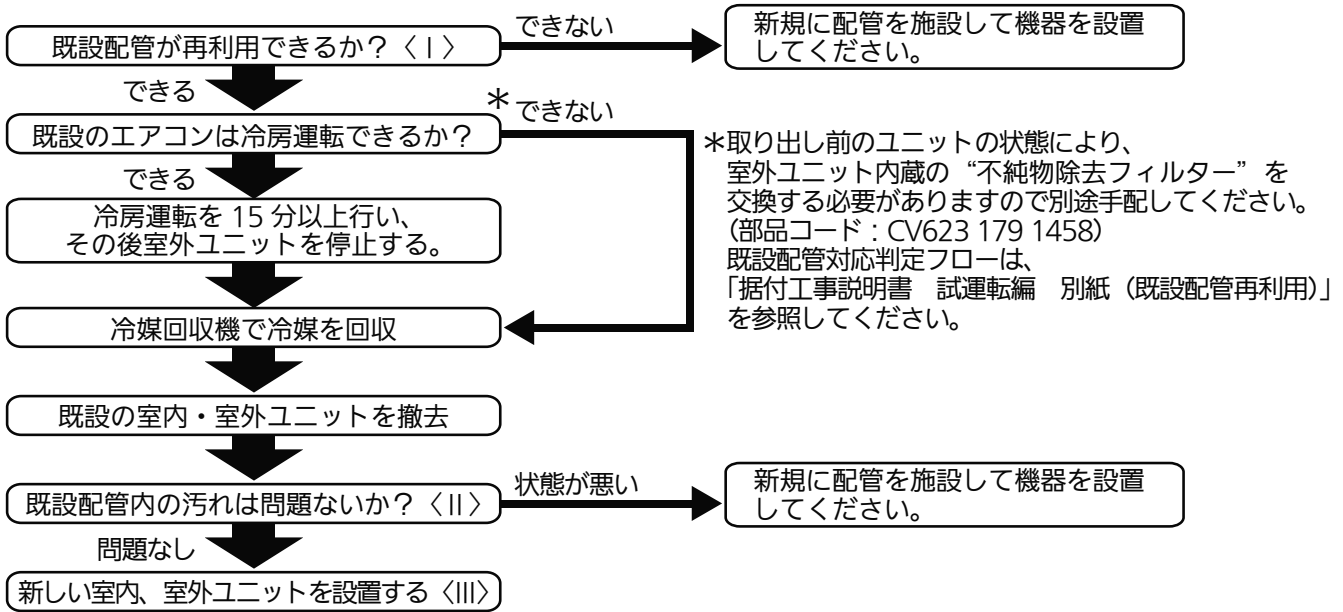 既設配管が再利用できるか？〈Ⅰ〉
できない
新規に配管を施設して機器を設置
してください。
できる
既設のエアコンは冷房運転できるか？
＊できない
できる
冷房運転を 15 分以上行い、
その後室外ユニットを停止する。
＊取り出し前のユニットの状態により、
室外ユニット内蔵の“不純物除去フィルター”を
交換する必要がありますので別途手配してください。
（部品コード：CV623 179 1458）
既設配管対応判定フローは、
「据付工事説明書　試運転編　別紙（既設配管再利用）」
を参照してください。
冷媒回収機で冷媒を回収
既設の室内・室外ユニットを撤去
既設配管内の汚れは問題ないか？〈Ⅱ〉
状態が悪い
新規に配管を施設して機器を設置
してください。
問題なし
新しい室内、室外ユニットを設置する〈Ⅲ〉